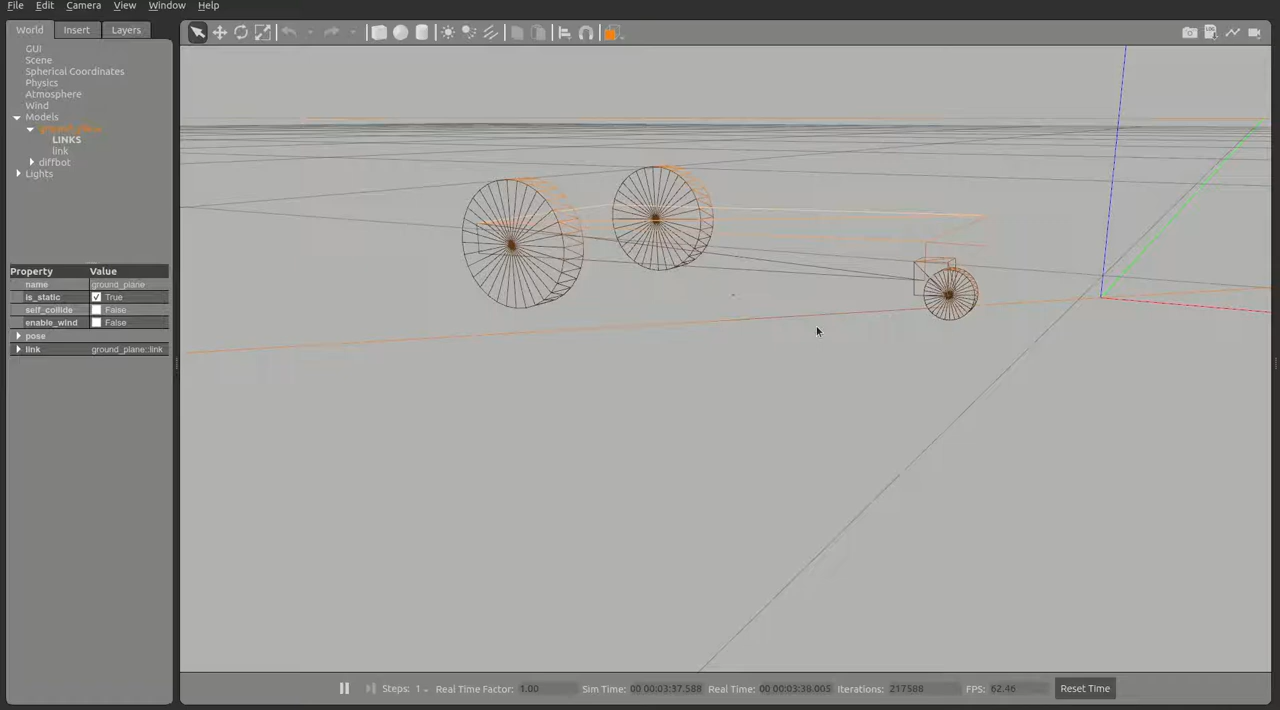 File Edit Camera View Window Help
World Insert Layers
GUI
Scene
Spherical Coordinates
Physics
Atmosphere
Wind
Models
LINKS
link
diffbot
Lights
Property Value
name ground_plane
is_static True
self_collide False
enable_wind False
pose
link ground_plane::link
Steps: 1 Real Time Factor: 1.00 Sim Time: 00 00:03:37.588 Real Time: 00 00:03:38.005 Iterations: 217588 FPS: 62.46 Reset Time